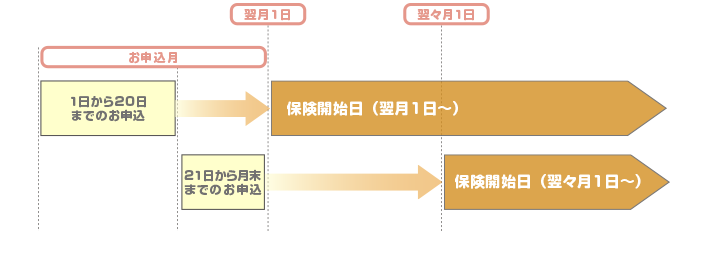 翌月1日
翌々月1日
お申込月
1日から20日
までのお申込
保険開始日（翌月1日～）
21日から月末
までのお申込
保険開始日（翌々月1日～）